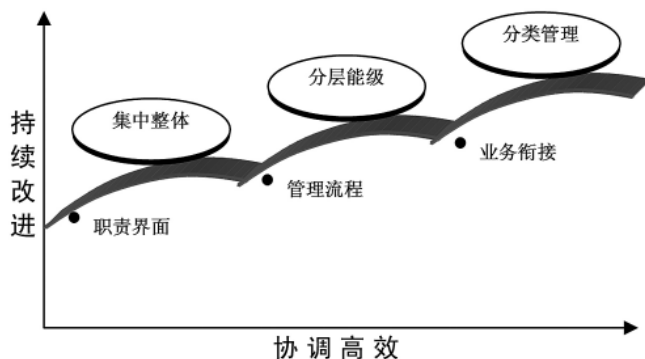 分类管理
分层能级
集中整体
业务衔接
管理流程
职责界面
持续改进
协调高效